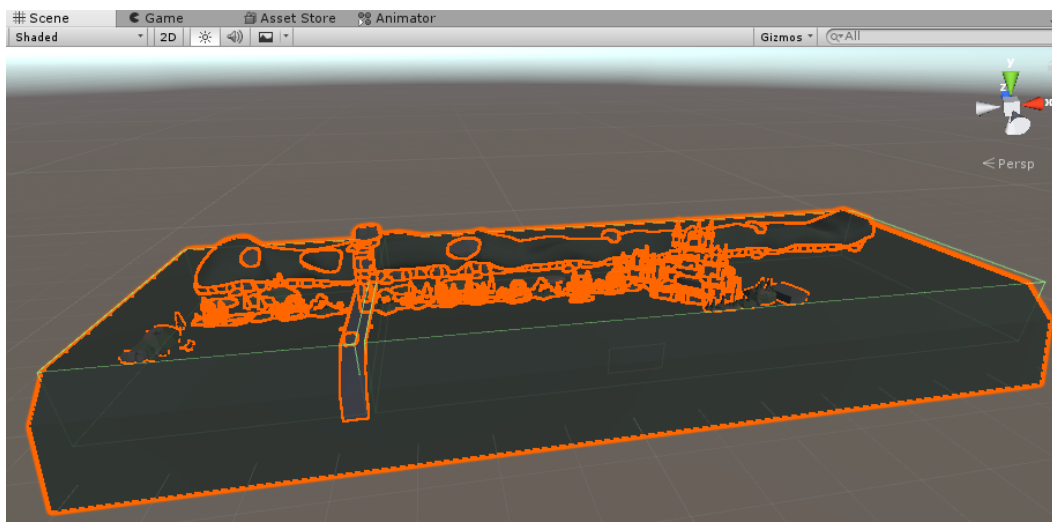 Scene Game Asset Store Animator
Shaded 2D Gizmos All
y
z
x
Persp